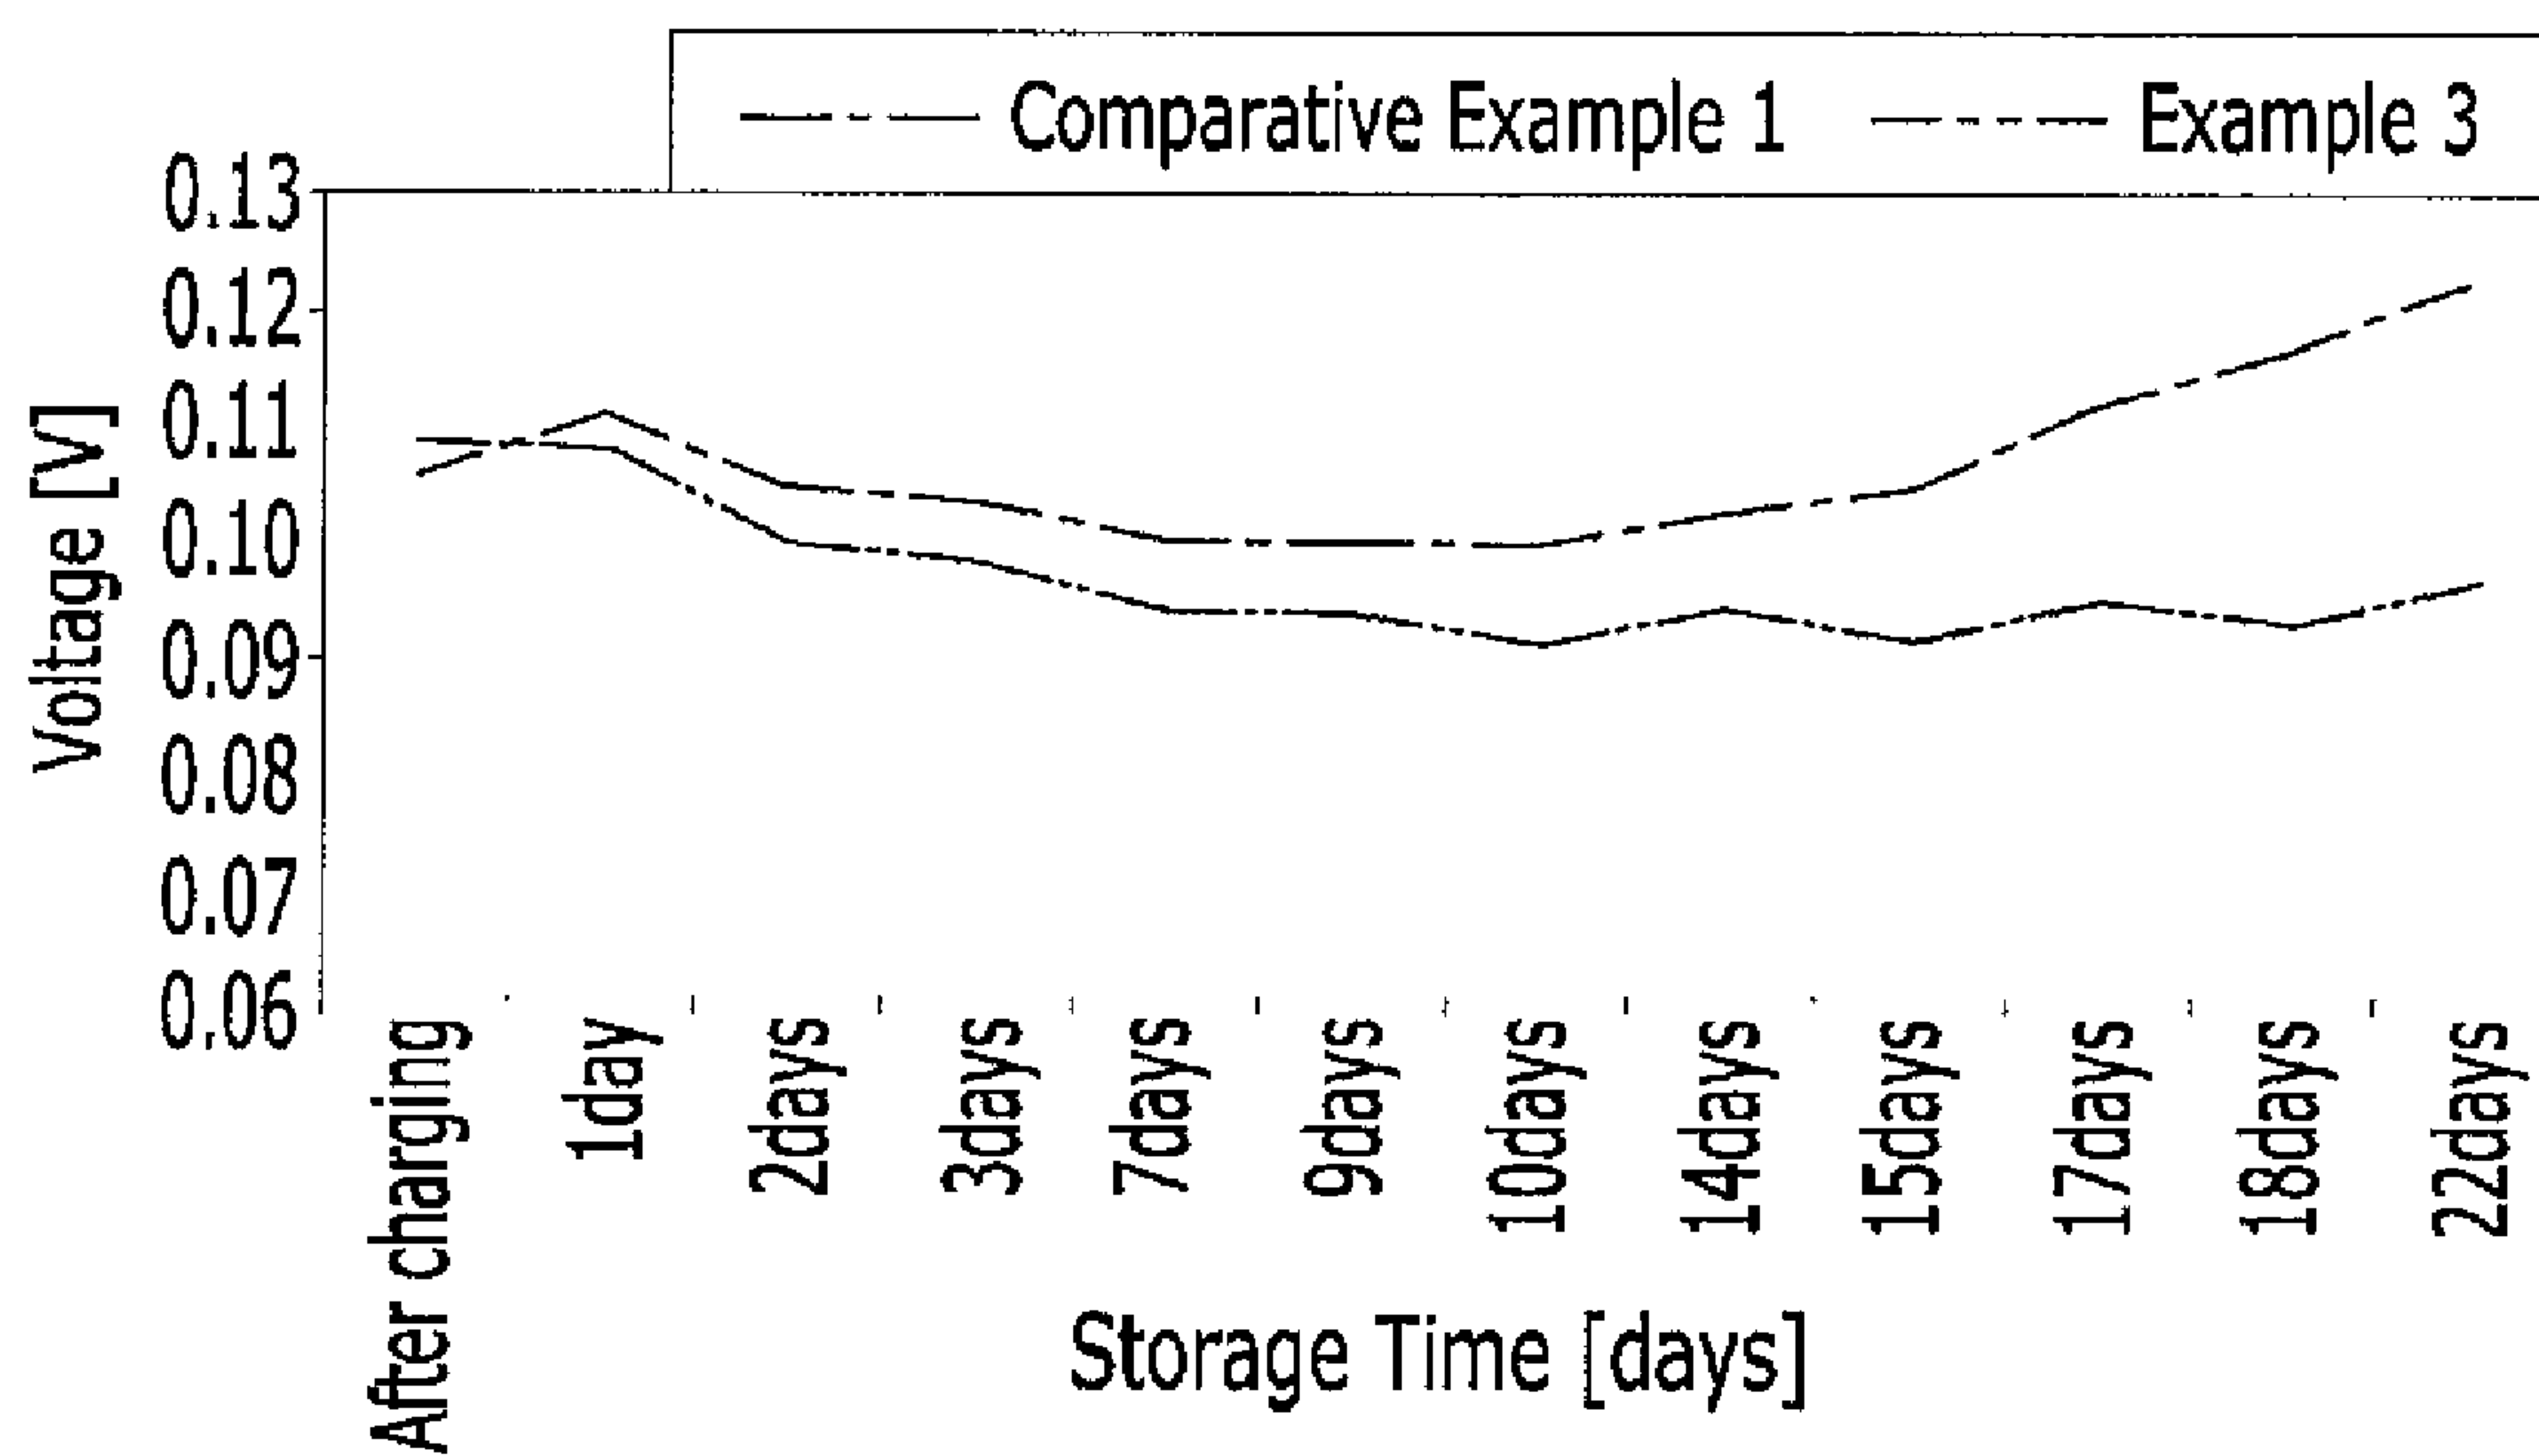 Comparative Example 1 Example 3
0.13
0.12
0.11
0.10
0.09
0.08
0.07
0.06
Voltage [V]
After charging
1day
2days
3days
7days
9days
10days
14days
15days
17days
18days
22days
Storage Time [days]